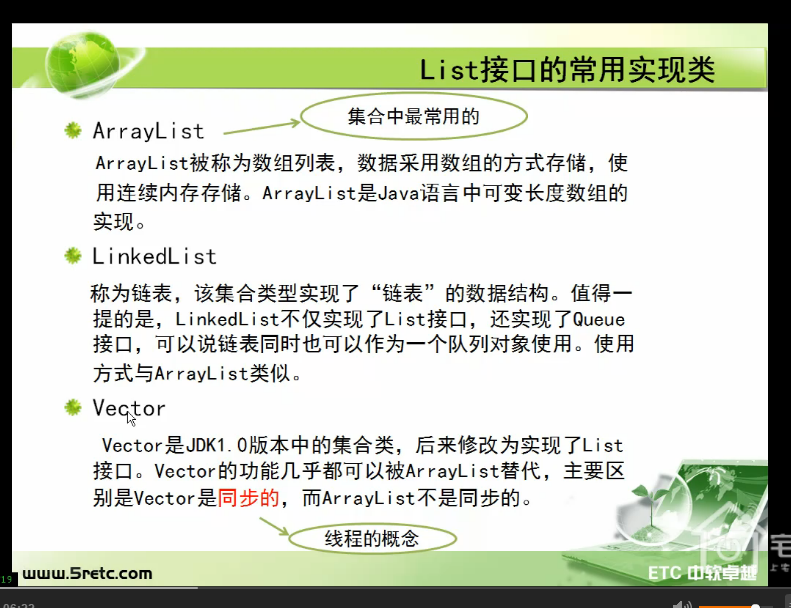 List接口的常用实现类
集合中最常用的
ArrayList
ArrayList被称为数组列表，数据采用数组的方式存储，使
用连续内存存储。ArrayList是Java语言中可变长度数组的
实现。
LinkedList
称为链表，该集合类型实现了“链表”的数据结构。值得一
提的是，LinkedList不仅实现了List接口，还实现了Queue
接口，可以说链表同时也可以作为一个队列对象使用。使用
方式与ArrayList类似。
Vector
Vector是JDK1.0版本中的集合类，后来修改为实现了List
接口。Vector的功能几乎都可以被ArrayList替代，主要区
别是Vector是同步的，而ArrayList不是同步的。
线程的概念
19
www.5retc.com
ETC 中软卓越
宅
上宅